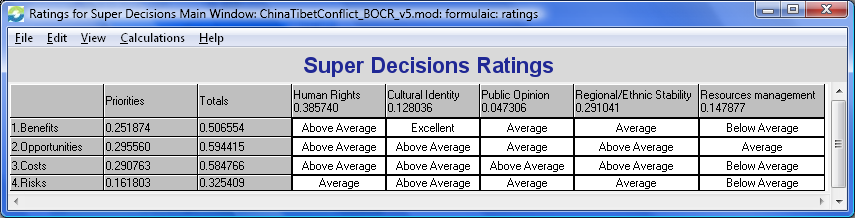 Ratings for Super Decisions Main Window: ChinaTibetConflict_BOCR_v5.mod: formulaic: ratings
File Edit View Calculations Help
Super Decisions Ratings
Priorities Totals Human Rights 0.385740 Cultural Identity 0.128036 Public Opinion 0.047306 Regional/Ethnic Stability 0.291041 Resources management 0.147877
1.Benefits 0.251874 0.506554 Above Average Excellent Average Average Below Average
2.Opportunities 0.295560 0.594415 Above Average Above Average Average Above Average Average
3.Costs 0.290763 0.584766 Above Average Above Average Above Average Above Average Below Average
4.Risks 0.161803 0.325409 Average Above Average Average Average Below Average